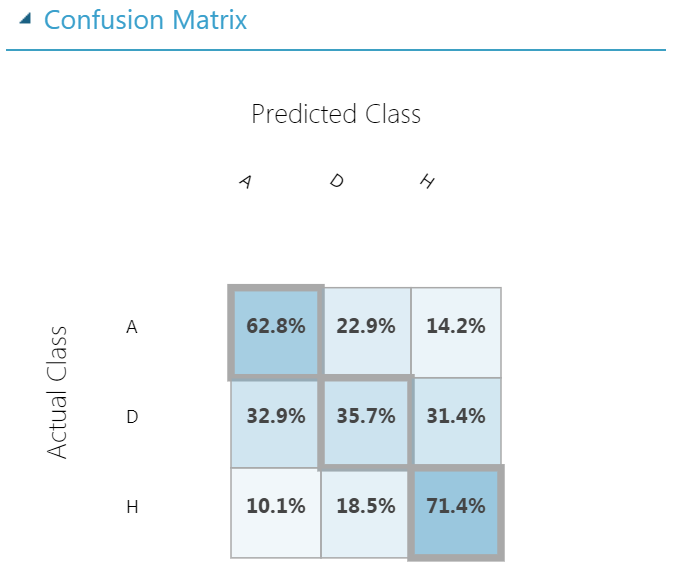 Confusion Matrix
Predicted Class
A D H
Actual Class
A 62.8% 22.9% 14.2%
D 32.9% 35.7% 31.4%
H 10.1% 18.5% 71.4%